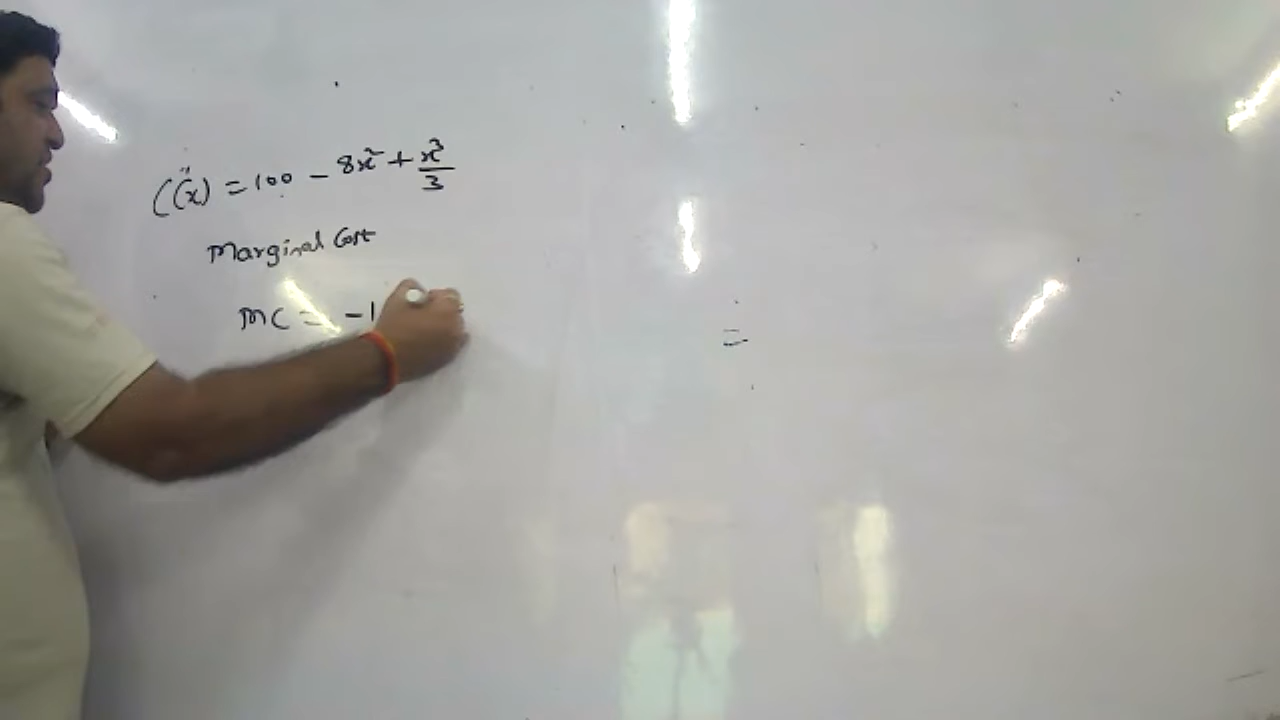 C(x) = 100 - 8x² + x³/3
Marginal Cost
MC = -1
=